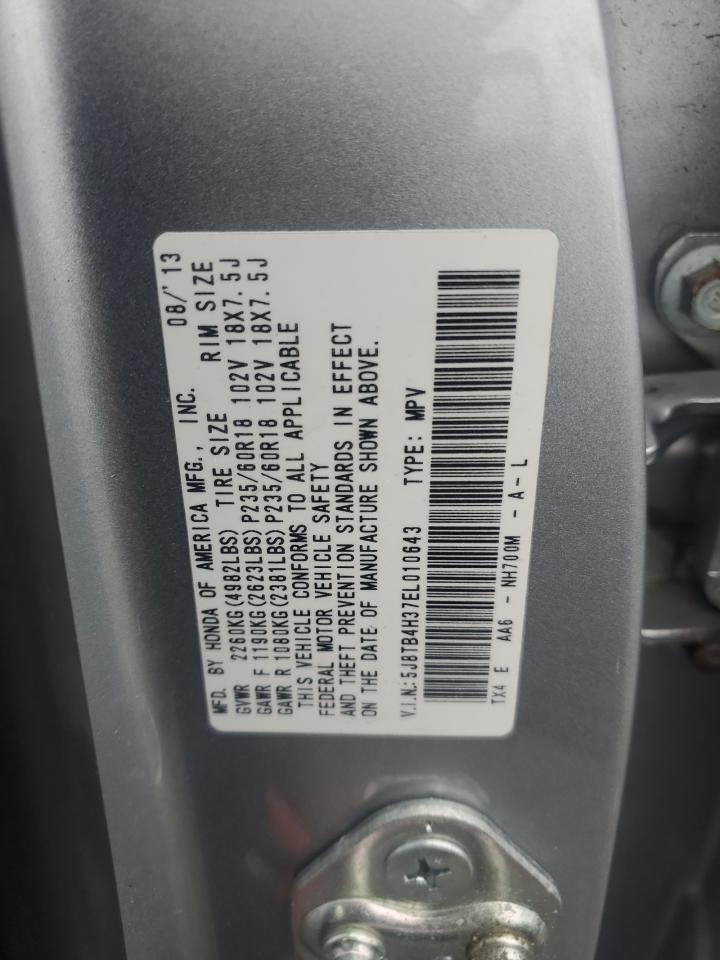 MFD. BY HONDA OF AMERICA MFG., INC. 08/'13
GVWR 2260KG(4982LBS) TIRE SIZE RIM SIZE
GAWR F 1190KG(2623LBS)P235/60R18 102V 18X7.5J
GAWR R 1080KG(2381LBS)P235/60R18 102V 18X7.5J
THIS VEHICLE CONFORMS TO ALL APPLICABLE
FEDERAL MOTOR VEHICLE SAFETY
AND THEFT PREVENTION STANDARDS IN EFFECT
ON THE DATE OF MANUFACTURE SHOWN ABOVE.
V.I.N.: 5J8TB4H37EL010643 TYPE: MPV
TX4 E AA6 - NH700M - A - L